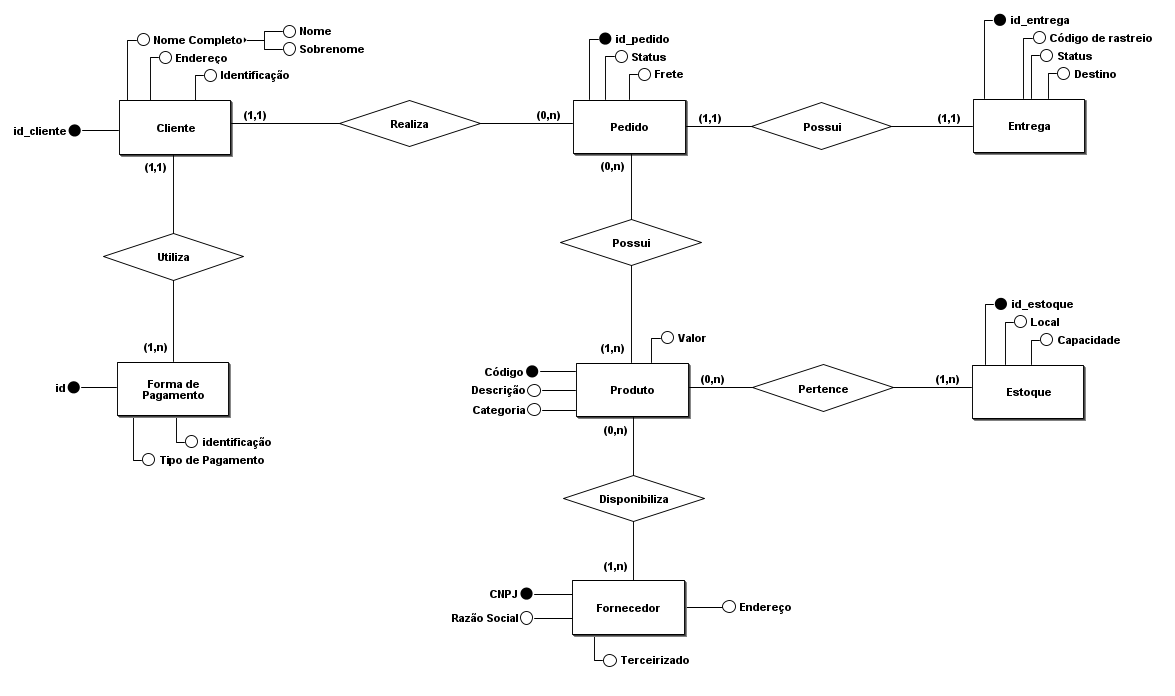 Nome Completo
Nome
Sobrenome
Endereço
Identificação
id_cliente
Cliente
(1,1)
Realiza
(0,n)
id_pedido
Status
Frete
Pedido
(1,1)
Possui
(1,1)
id_entrega
Código de rastreio
Status
Destino
Entrega
(1,1)
Utiliza
(1,n)
id
Forma de
Pagamento
identificação
Tipo de Pagamento
(0,n)
Possui
(1,n)
Valor
Código
Descrição
Categoria
Produto
(0,n)
Pertence
(1,n)
id_estoque
Local
Capacidade
Estoque
(0,n)
Disponibiliza
(1,n)
CNPJ
Razão Social
Fornecedor
Endereço
Terceirizado